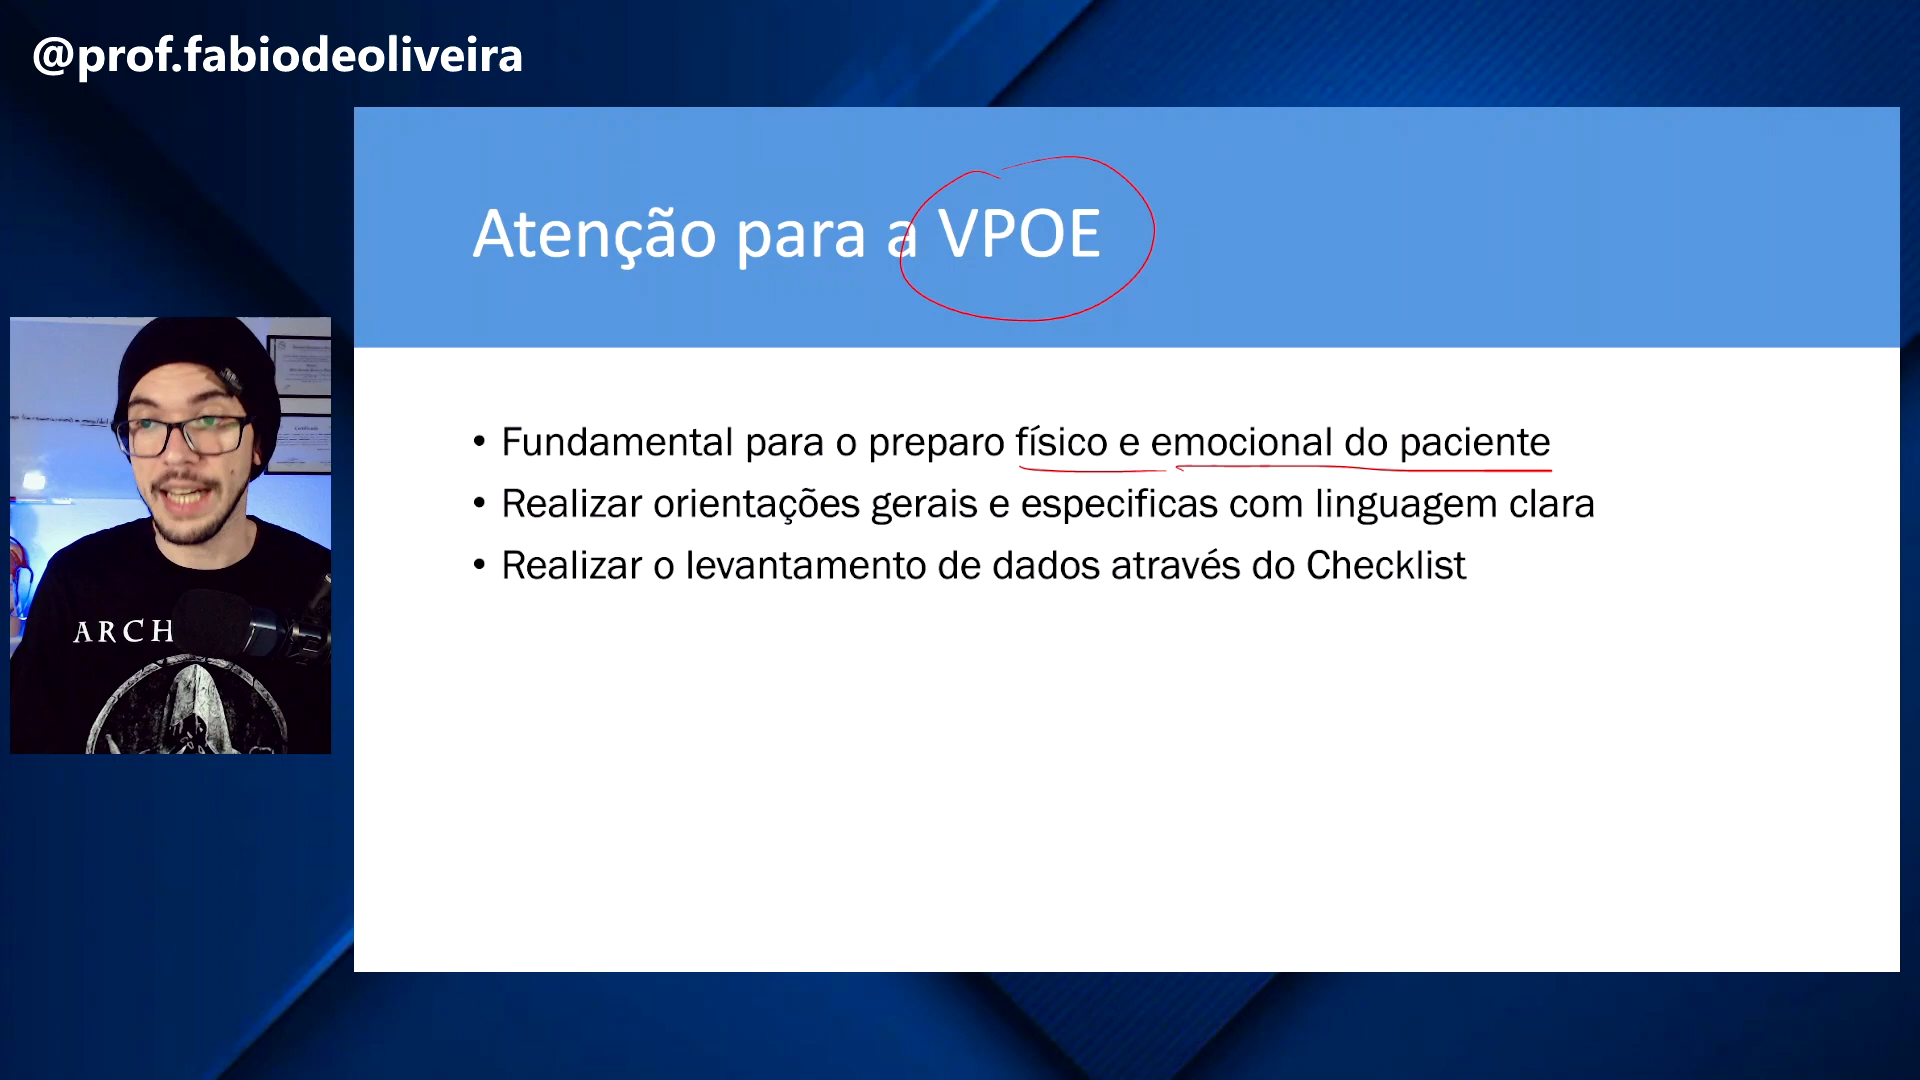 @prof.fabiodeoliveira
Atenção para a VPOE
• Fundamental para o preparo físico e emocional do paciente
• Realizar orientações gerais e especificas com linguagem clara
• Realizar o levantamento de dados através do Checklist
ARCH